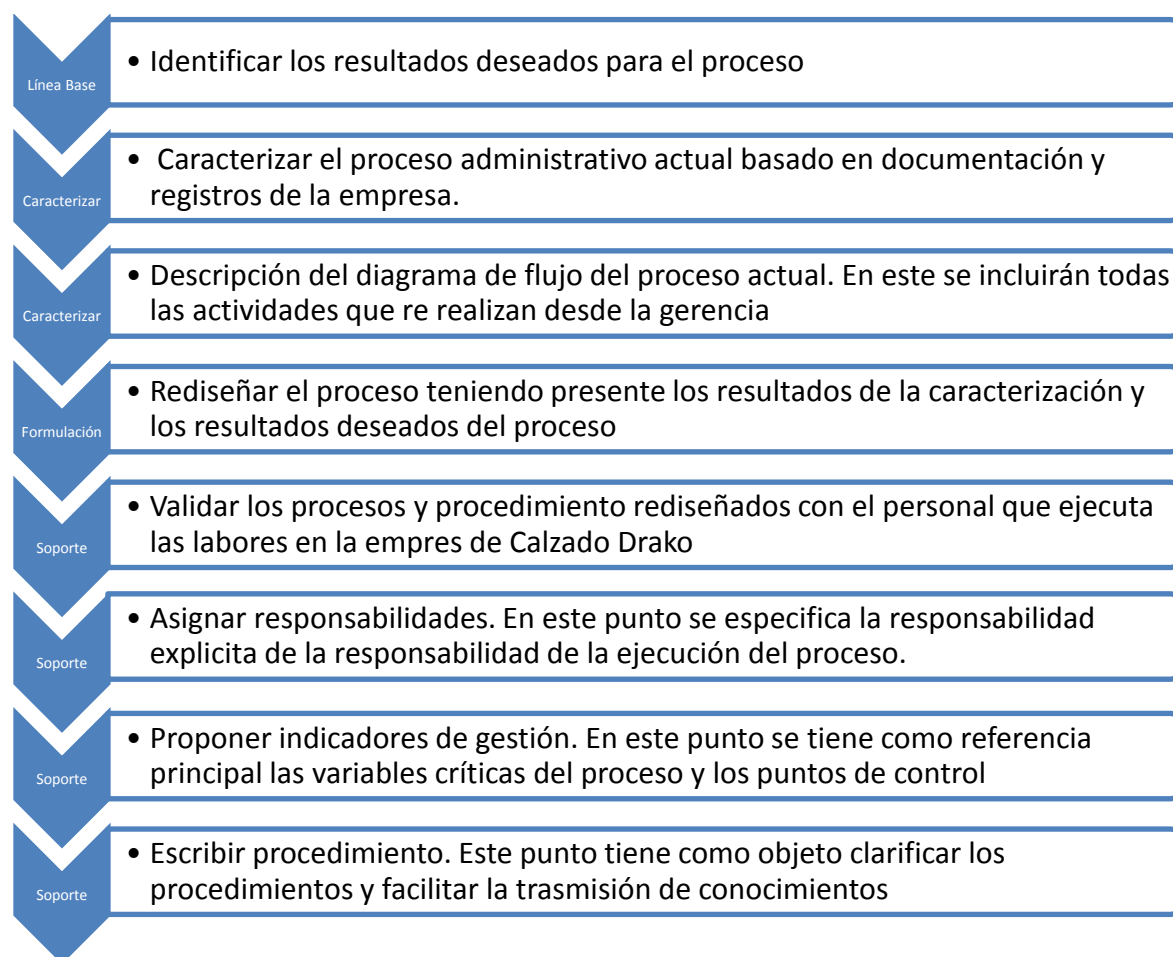 Línea Base
• Identificar los resultados deseados para el proceso
Caracterizar
• Caracterizar el proceso administrativo actual basado en documentación y
registros de la empresa.
Caracterizar
• Descripción del diagrama de flujo del proceso actual. En este se incluirán todas
las actividades que re realizan desde la gerencia
Formulación
• Rediseñar el proceso teniendo presente los resultados de la caracterización y
los resultados deseados del proceso
Soporte
• Validar los procesos y procedimiento rediseñados con el personal que ejecuta
las labores en la empres de Calzado Drako
Soporte
• Asignar responsabilidades. En este punto se especifica la responsabilidad
explicita de la responsabilidad de la ejecución del proceso.
Soporte
• Proponer indicadores de gestión. En este punto se tiene como referencia
principal las variables críticas del proceso y los puntos de control
Soporte
• Escribir procedimiento. Este punto tiene como objeto clarificar los
procedimientos y facilitar la trasmisión de conocimientos